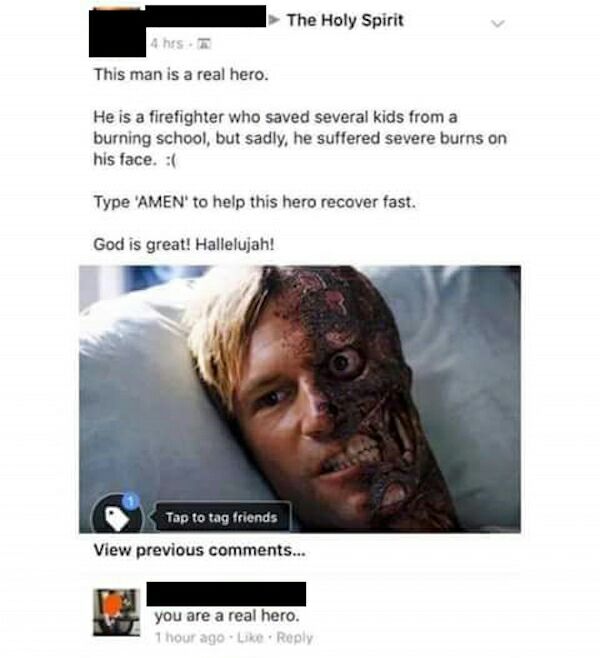 ▶ The Holy Spirit
4 hrs ·
This man is a real hero.
He is a firefighter who saved several kids from a
burning school, but sadly, he suffered severe burns on
his face. :(
Type 'AMEN' to help this hero recover fast.
God is great! Hallelujah!
1
Tap to tag friends
View previous comments...
you are a real hero.
1 hour ago · Like · Reply